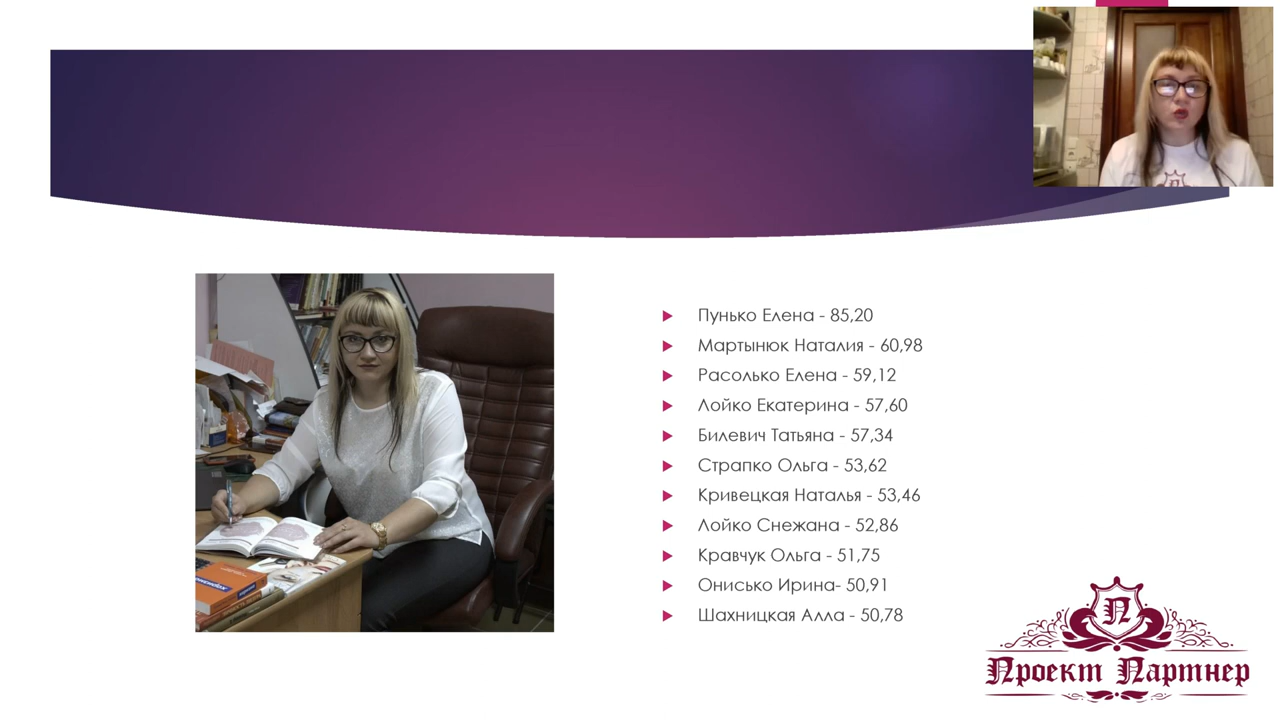 Пунько Елена - 85,20
Мартынюк Наталия - 60,98
Расолько Елена - 59,12
Лойко Екатерина - 57,60
Билевич Татьяна - 57,34
Страпко Ольга - 53,62
Кривецкая Наталья - 53,46
Лойко Снежана - 52,86
Кравчук Ольга - 51,75
Онисько Ирина- 50,91
Шахницкая Алла - 50,78
П
Проект Партнер